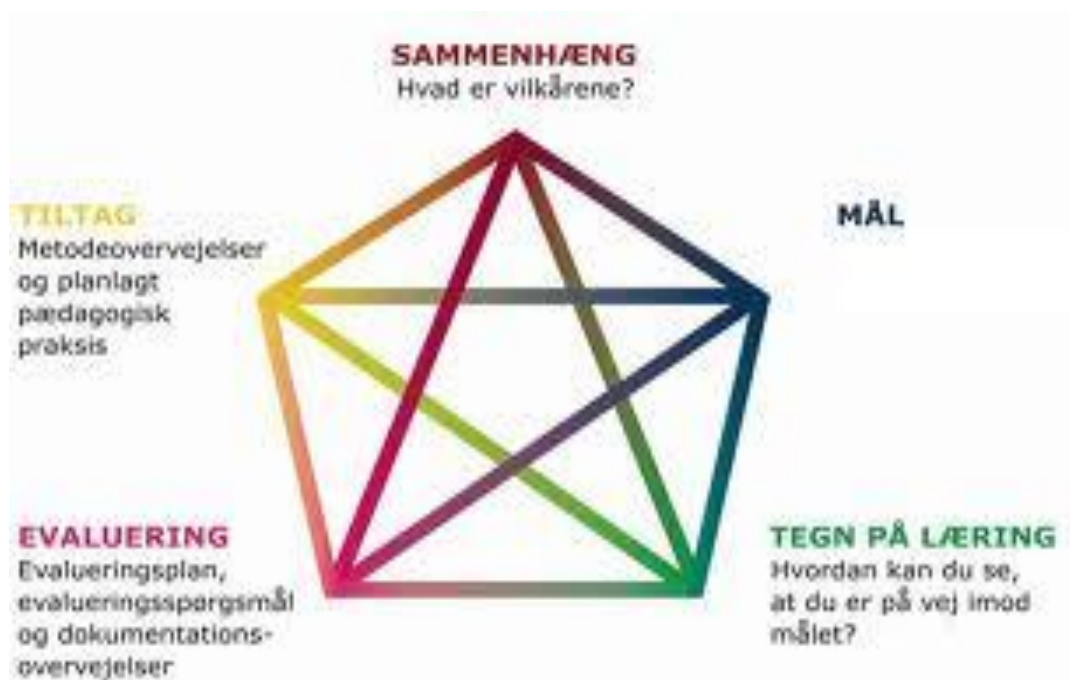 SAMMENHÆNG
Hvad er vilkårene?
TILTAG
Metodeovervejelser
og planlagt
pædagogisk
praksis
MÅL
EVALUERING
Evalueringsplan,
evalueringsspørgsmål
og dokumentations-
overvejelser
TEGN PÅ LÆRING
Hvordan kan du se,
at du er på vej imod
målet?